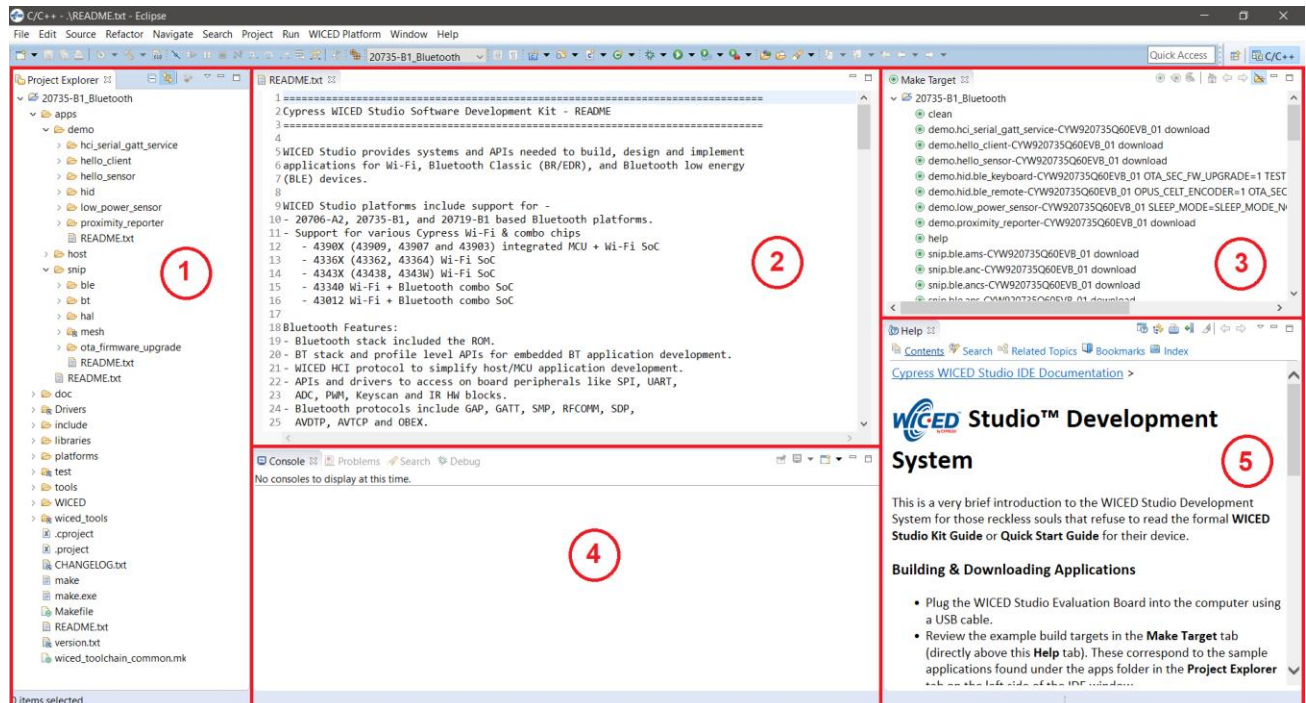 C/C++ - .\README.txt - Eclipse
File Edit Source Refactor Navigate Search Project Run WICED Platform Window Help
20735-B1_Bluetooth
Quick Access
C/C++
Project Explorer
20735-B1_Bluetooth
apps
demo
hci_serial_gatt_service
hello_client
hello_sensor
hid
low_power_sensor
proximity_reporter
README.txt
host
snip
ble
bt
hal
mesh
ota_firmware_upgrade
README.txt
README.txt
doc
Drivers
include
libraries
platforms
test
tools
WICED
wiced_tools
.cproject
.project
CHANGELOG.txt
make
make.exe
Makefile
README.txt
version.txt
wiced_toolchain_common.mk
1
README.txt
1 ==============================================================================
2 Cypress WICED Studio Software Development Kit - README
3 ==============================================================================
4
5 WICED Studio provides systems and APIs needed to build, design and implement
6 applications for Wi-Fi, Bluetooth Classic (BR/EDR), and Bluetooth low energy
7 (BLE) devices.
8
9 WICED Studio platforms include support for -
10 - 20706-A2, 20735-B1, and 20719-B1 based Bluetooth platforms.
11 - Support for various Cypress Wi-Fi & combo chips
12 - 4390X (43909, 43907 and 43903) integrated MCU + Wi-Fi SoC
13 - 4336X (43362, 43364) Wi-Fi SoC
14 - 4343X (43438, 4343W) Wi-Fi SoC
15 - 43340 Wi-Fi + Bluetooth combo SoC
16 - 43012 Wi-Fi + Bluetooth combo SoC
17
18 Bluetooth Features:
19 - Bluetooth stack included the ROM.
20 - BT stack and profile level APIs for embedded BT application development.
21 - WICED HCI protocol to simplify host/MCU application development.
22 - APIs and drivers to access on board peripherals like SPI, UART,
23 ADC, PWM, Keyscan and IR HW blocks.
24 - Bluetooth protocols include GAP, GATT, SMP, RFCOMM, SDP,
25 AVDTP, AVCTP and OBEX.
2
Make Target
20735-B1_Bluetooth
clean
demo.hci_serial_gatt_service-CYW920735Q60EVB_01 download
demo.hello_client-CYW920735Q60EVB_01 download
demo.hello_sensor-CYW920735Q60EVB_01 download
demo.hid.ble_keyboard-CYW920735Q60EVB_01 OTA_SEC_FW_UPGRADE=1 TEST
demo.hid.ble_remote-CYW920735Q60EVB_01 OPUS_CELT_ENCODER=1 OTA_SEC
demo.low_power_sensor-CYW920735Q60EVB_01 SLEEP_MODE=SLEEP_MODE_N
demo.proximity_reporter-CYW920735Q60EVB_01 download
help
snip.ble.ams-CYW920735Q60EVB_01 download
snip.ble.anc-CYW920735Q60EVB_01 download
snip.ble.ancs-CYW920735Q60EVB_01 download
snip.ble.ans-CYW920735Q60EVB_01 download
3
Console Problems Search Debug
No consoles to display at this time.
4
Help
Contents Search Related Topics Bookmarks Index
Cypress WICED Studio IDE Documentation >
WICED Studio™ Development
System
This is a very brief introduction to the WICED Studio Development
System for those reckless souls that refuse to read the formal WICED
Studio Kit Guide or Quick Start Guide for their device.
Building & Downloading Applications
• Plug the WICED Studio Evaluation Board into the computer using
a USB cable.
• Review the example build targets in the Make Target tab
(directly above this Help tab). These correspond to the sample
applications found under the apps folder in the Project Explorer
tab on the left side of the IDE window
5
0 items selected